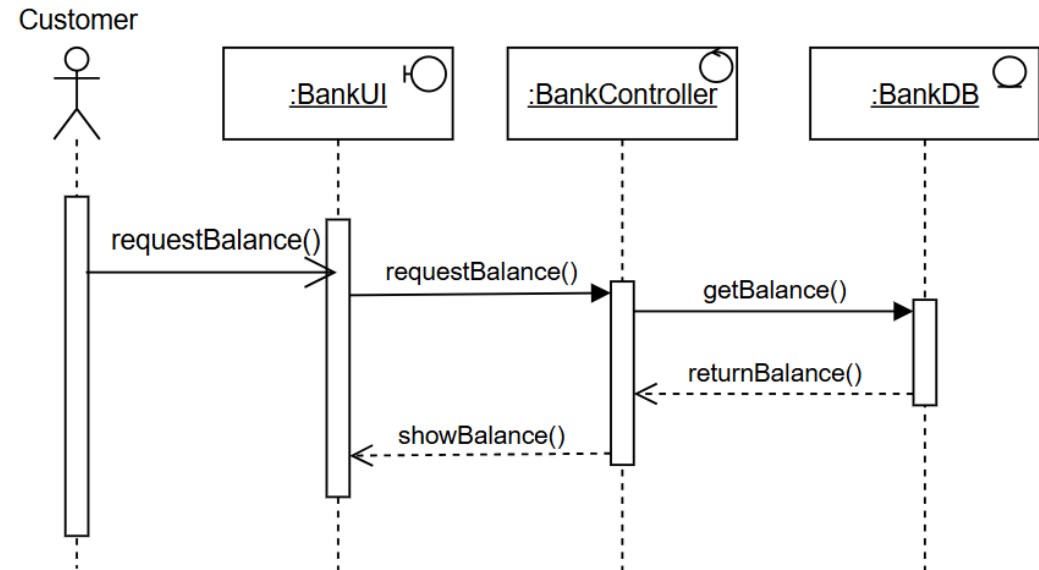 Customer
:BankUI
:BankController
:BankDB
requestBalance()
requestBalance()
getBalance()
returnBalance()
showBalance()